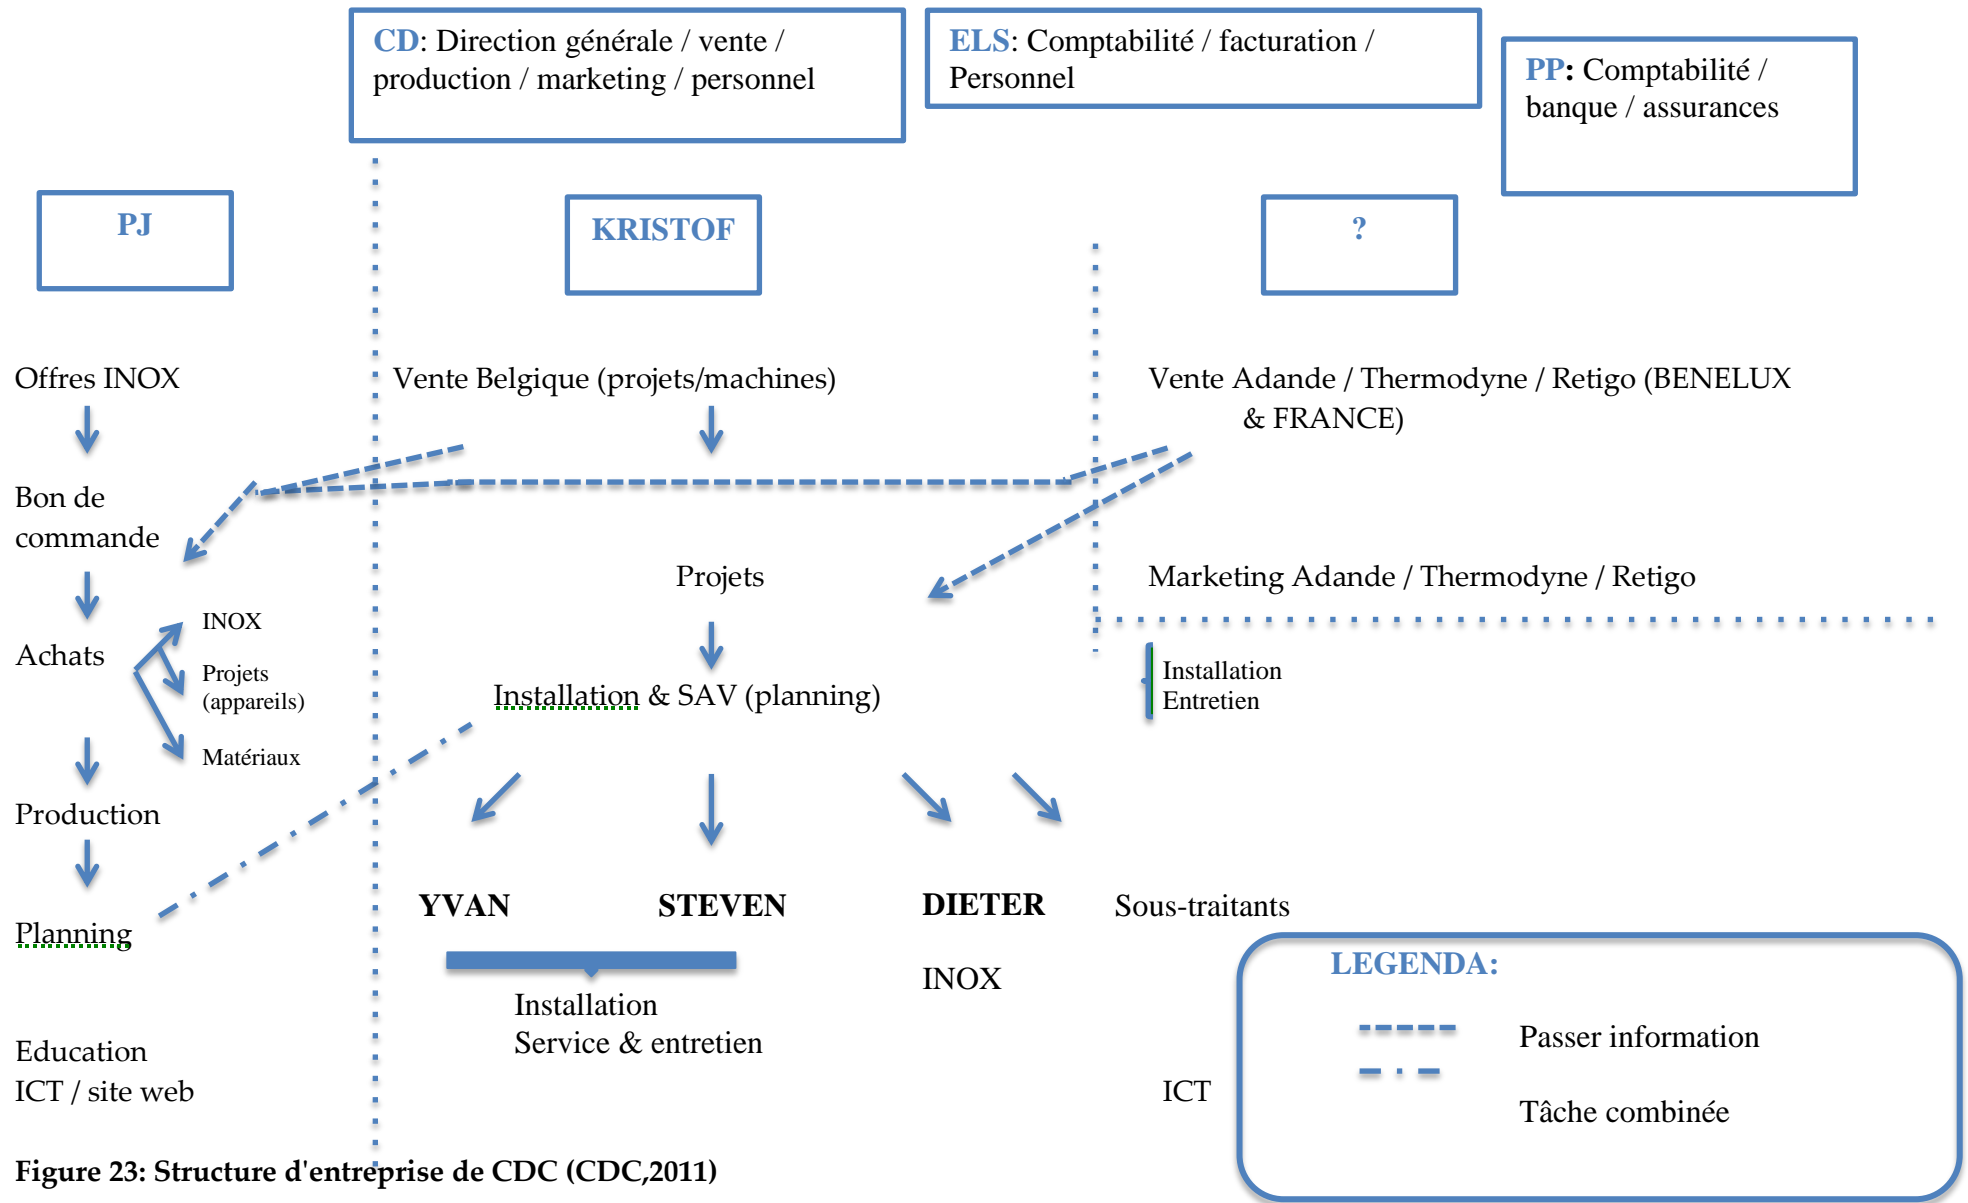 CD: Direction générale / vente /
production / marketing / personnel
ELS: Comptabilité / facturation /
Personnel
PP: Comptabilité /
banque / assurances
PJ
KRISTOF
?
Offres INOX
Vente Belgique (projets/machines)
Vente Adande / Thermodyne / Retigo (BENELUX
& FRANCE)
Bon de
commande
Projets
Marketing Adande / Thermodyne / Retigo
Achats
INOX
Projets
(appareils)
Matériaux
Installation & SAV (planning)
Installation
Entretien
Production
Planning
YVAN
STEVEN
DIETER
Sous-traitants
INOX
Installation
Service & entretien
Education
ICT / site web
ICT
LEGENDA:
Passer information
Tâche combinée
Figure 23: Structure d'entreprise de CDC (CDC,2011)